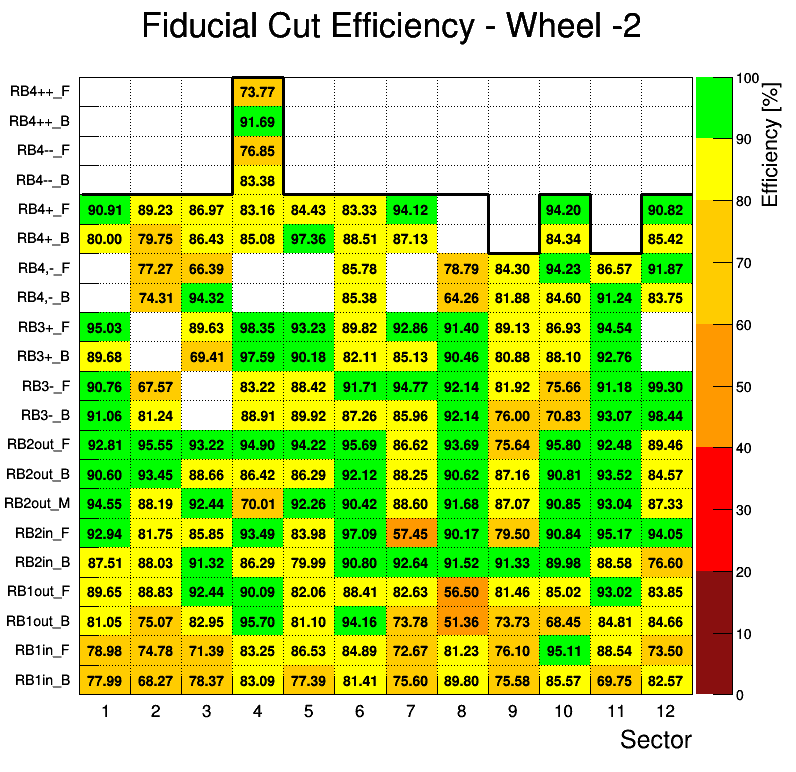 Fiducial Cut Efficiency - Wheel -2
RB4++_F 73.77
RB4++_B 91.69
RB4--_F 76.85
RB4--_B 83.38
RB4+_F 90.91 89.23 86.97 83.16 84.43 83.33 94.12 94.20 90.82
RB4+_B 80.00 79.75 86.43 85.08 97.36 88.51 87.13 84.34 85.42
RB4,-_F 77.27 66.39 85.78 78.79 84.30 94.23 86.57 91.87
RB4,-_B 74.31 94.32 85.38 64.26 81.88 84.60 91.24 83.75
RB3+_F 95.03 89.63 98.35 93.23 89.82 92.86 91.40 89.13 86.93 94.54
RB3+_B 89.68 69.41 97.59 90.18 82.11 85.13 90.46 80.88 88.10 92.76
RB3-_F 90.76 67.57 83.22 88.42 91.71 94.77 92.14 81.92 75.66 91.18 99.30
RB3-_B 91.06 81.24 88.91 89.92 87.26 85.96 92.14 76.00 70.83 93.07 98.44
RB2out_F 92.81 95.55 93.22 94.90 94.22 95.69 86.62 93.69 75.64 95.80 92.48 89.46
RB2out_B 90.60 93.45 88.66 86.42 86.29 92.12 88.25 90.62 87.16 90.81 93.52 84.57
RB2out_M 94.55 88.19 92.44 70.01 92.26 90.42 88.60 91.68 87.07 90.85 93.04 87.33
RB2in_F 92.94 81.75 85.85 93.49 83.98 97.09 57.45 90.17 79.50 90.84 95.17 94.05
RB2in_B 87.51 88.03 91.32 86.29 79.99 90.80 92.64 91.52 91.33 89.98 88.58 76.60
RB1out_F 89.65 88.83 92.44 90.09 82.06 88.41 82.63 56.50 81.46 85.02 93.02 83.85
RB1out_B 81.05 75.07 82.95 95.70 81.10 94.16 73.78 51.36 73.73 68.45 84.81 84.66
RB1in_F 78.98 74.78 71.39 83.25 86.53 84.89 72.67 81.23 76.10 95.11 88.54 73.50
RB1in_B 77.99 68.27 78.37 83.09 77.39 81.41 75.60 89.80 75.58 85.57 69.75 82.57
1 2 3 4 5 6 7 8 9 10 11 12
Sector
100
90
80
70
60
50
40
30
20
10
0
Efficiency [%]